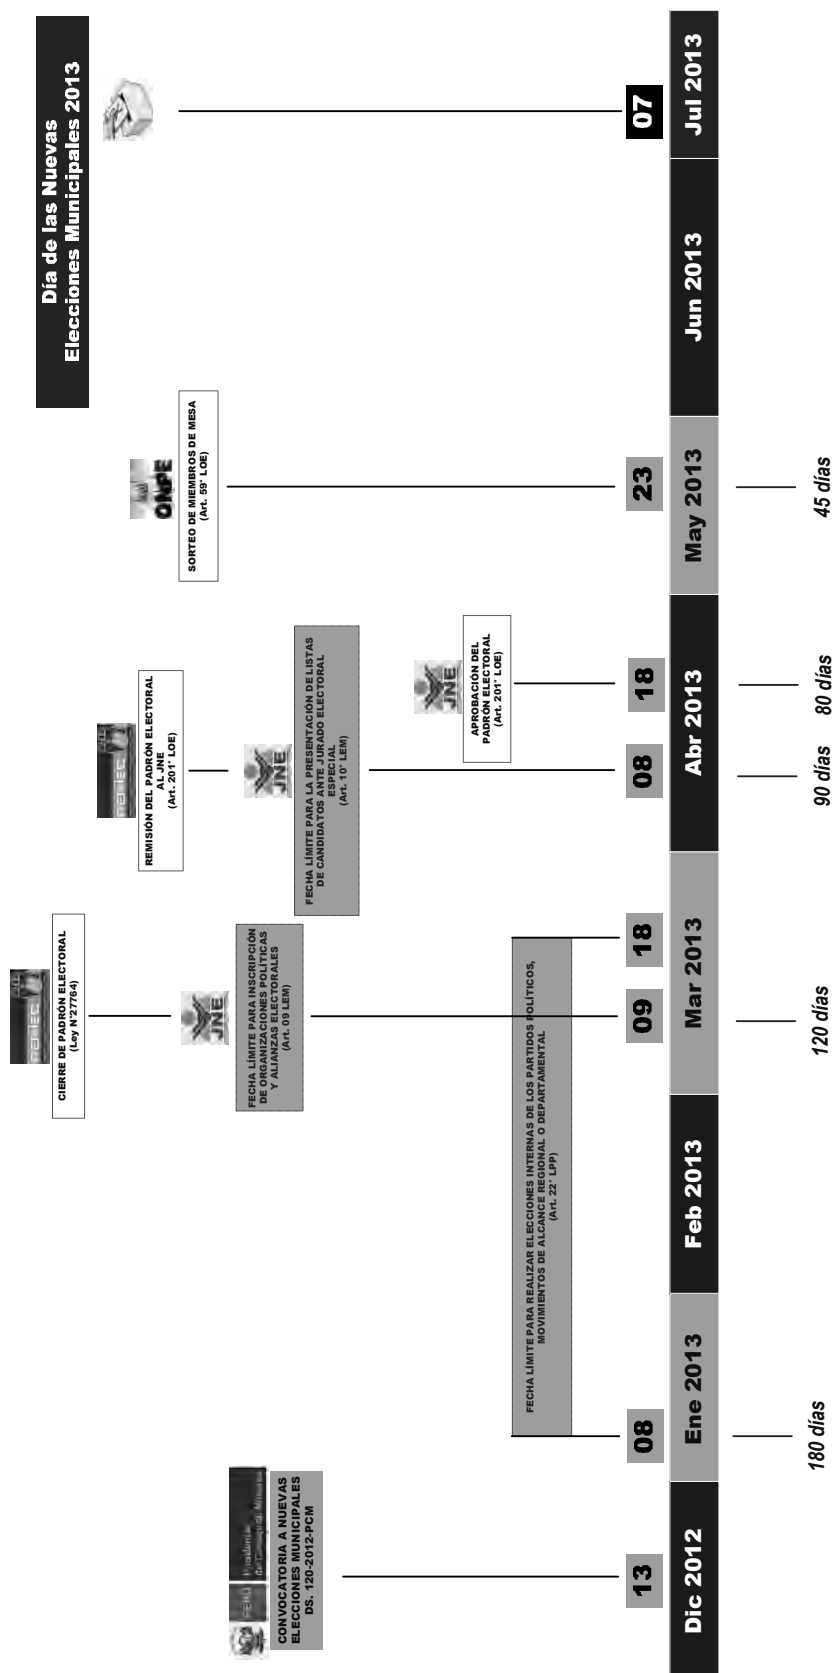 Día de las Nuevas
Elecciones Municipales 2013
CIERRE DE PADRÓN ELECTORAL
(Ley N°27764)
JNE
FECHA LÍMITE PARA INSCRIPCIÓN
DE ORGANIZACIONES POLÍTICAS
Y ALIANZAS ELECTORALES
(Art. 09 LEM)
REMISIÓN DEL PADRÓN ELECTORAL
AL JNE
(Art. 201° LOE)
JNE
FECHA LÍMITE PARA LA PRESENTACIÓN DE LISTAS
DE CANDIDATOS ANTE JURADO ELECTORAL
ESPECIAL
(Art. 10° LEM)
ONPE
SORTEO DE MIEMBROS DE MESA
(Art. 59° LOE)
JNE
APROBACIÓN DEL
PADRÓN ELECTORAL
(Art. 201° LOE)
PERÚ
CONVOCATORIA A NUEVAS
ELECCIONES MUNICIPALES
DS. 120-2012-PCM
FECHA LÍMITE PARA REALIZAR ELECCIONES INTERNAS DE LOS PARTIDOS POLÍTICOS,
MOVIMIENTOS DE ALCANCE REGIONAL O DEPARTAMENTAL
(Art. 22° LPP)
13
08
09
18
08
18
23
07
Dic 2012
Ene 2013
Feb 2013
Mar 2013
Abr 2013
May 2013
Jun 2013
Jul 2013
180 días
120 días
90 días
80 días
45 días